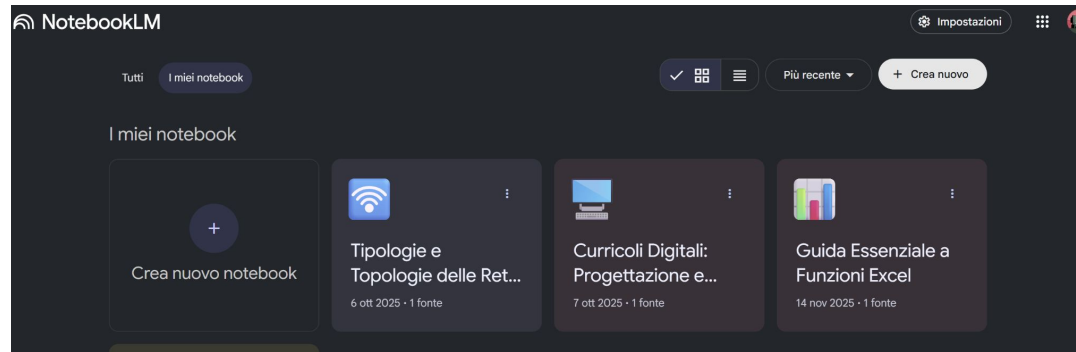 NotebookLM
Impostazioni
Tutti
I miei notebook
Più recente
+ Crea nuovo
I miei notebook
+
Crea nuovo notebook
Tipologie e
Topologie delle Ret...
6 ott 2025 · 1 fonte
Curricoli Digitali:
Progettazione e...
7 ott 2025 · 1 fonte
Guida Essenziale a
Funzioni Excel
14 nov 2025 · 1 fonte